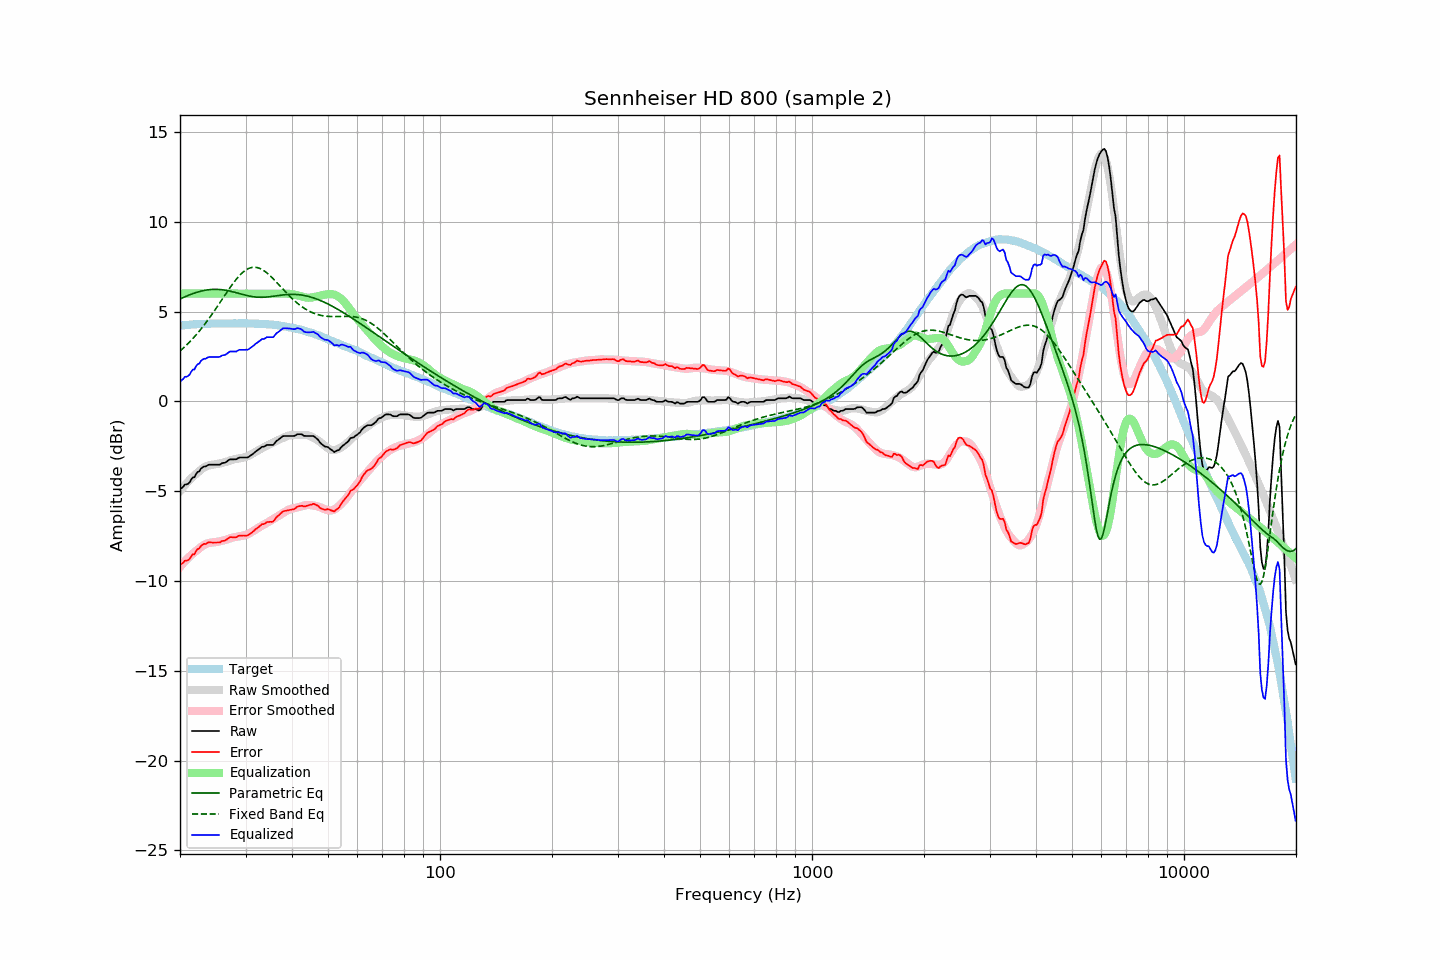 Sennheiser HD 800 (sample 2)
15
10
5
0
−5
−10
−15
−20
−25
Amplitude (dBr)
Target
Raw Smoothed
Error Smoothed
Raw
Error
Equalization
Parametric Eq
Fixed Band Eq
Equalized
100
1000
10000
Frequency (Hz)